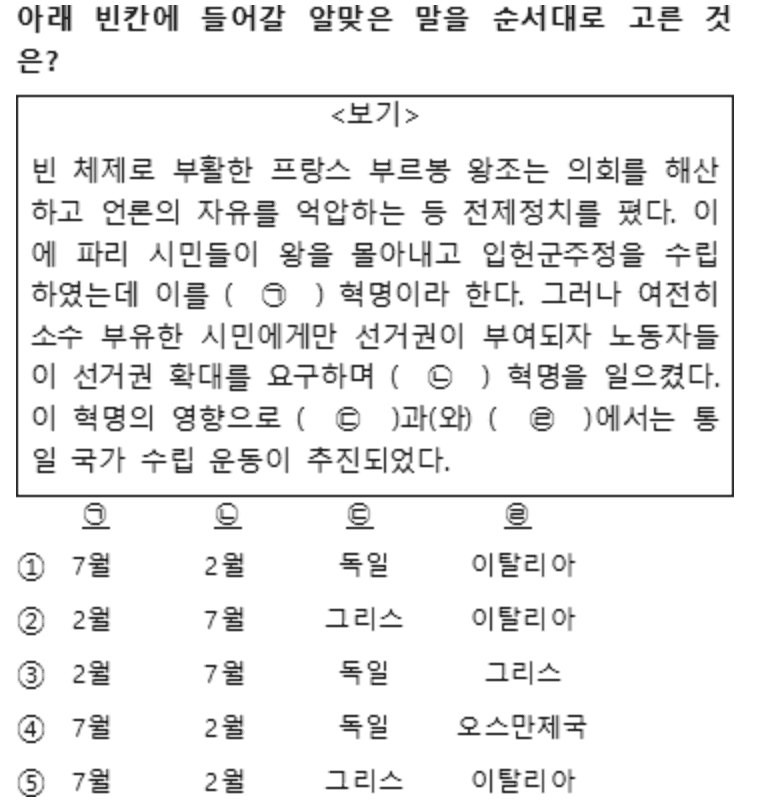 아래 빈칸에 들어갈 알맞은 말을 순서대로 고른 것
은?
<보기>
빈 체제로 부활한 프랑스 부르봉 왕조는 의회를 해산
하고 언론의 자유를 억압하는 등 전제정치를 폈다. 이
에 파리 시민들이 왕을 몰아내고 입헌군주정을 수립
하였는데 이를 ( ㉠ ) 혁명이라 한다. 그러나 여전히
소수 부유한 시민에게만 선거권이 부여되자 노동자들
이 선거권 확대를 요구하며 ( ㉡ ) 혁명을 일으켰다.
이 혁명의 영향으로 ( ㉢ )과(와) ( ㉣ )에서는 통
일 국가 수립 운동이 추진되었다.
㉠ ㉡ ㉢ ㉣
① 7월 2월 독일 이탈리아
② 2월 7월 그리스 이탈리아
③ 2월 7월 독일 그리스
④ 7월 2월 독일 오스만제국
⑤ 7월 2월 그리스 이탈리아